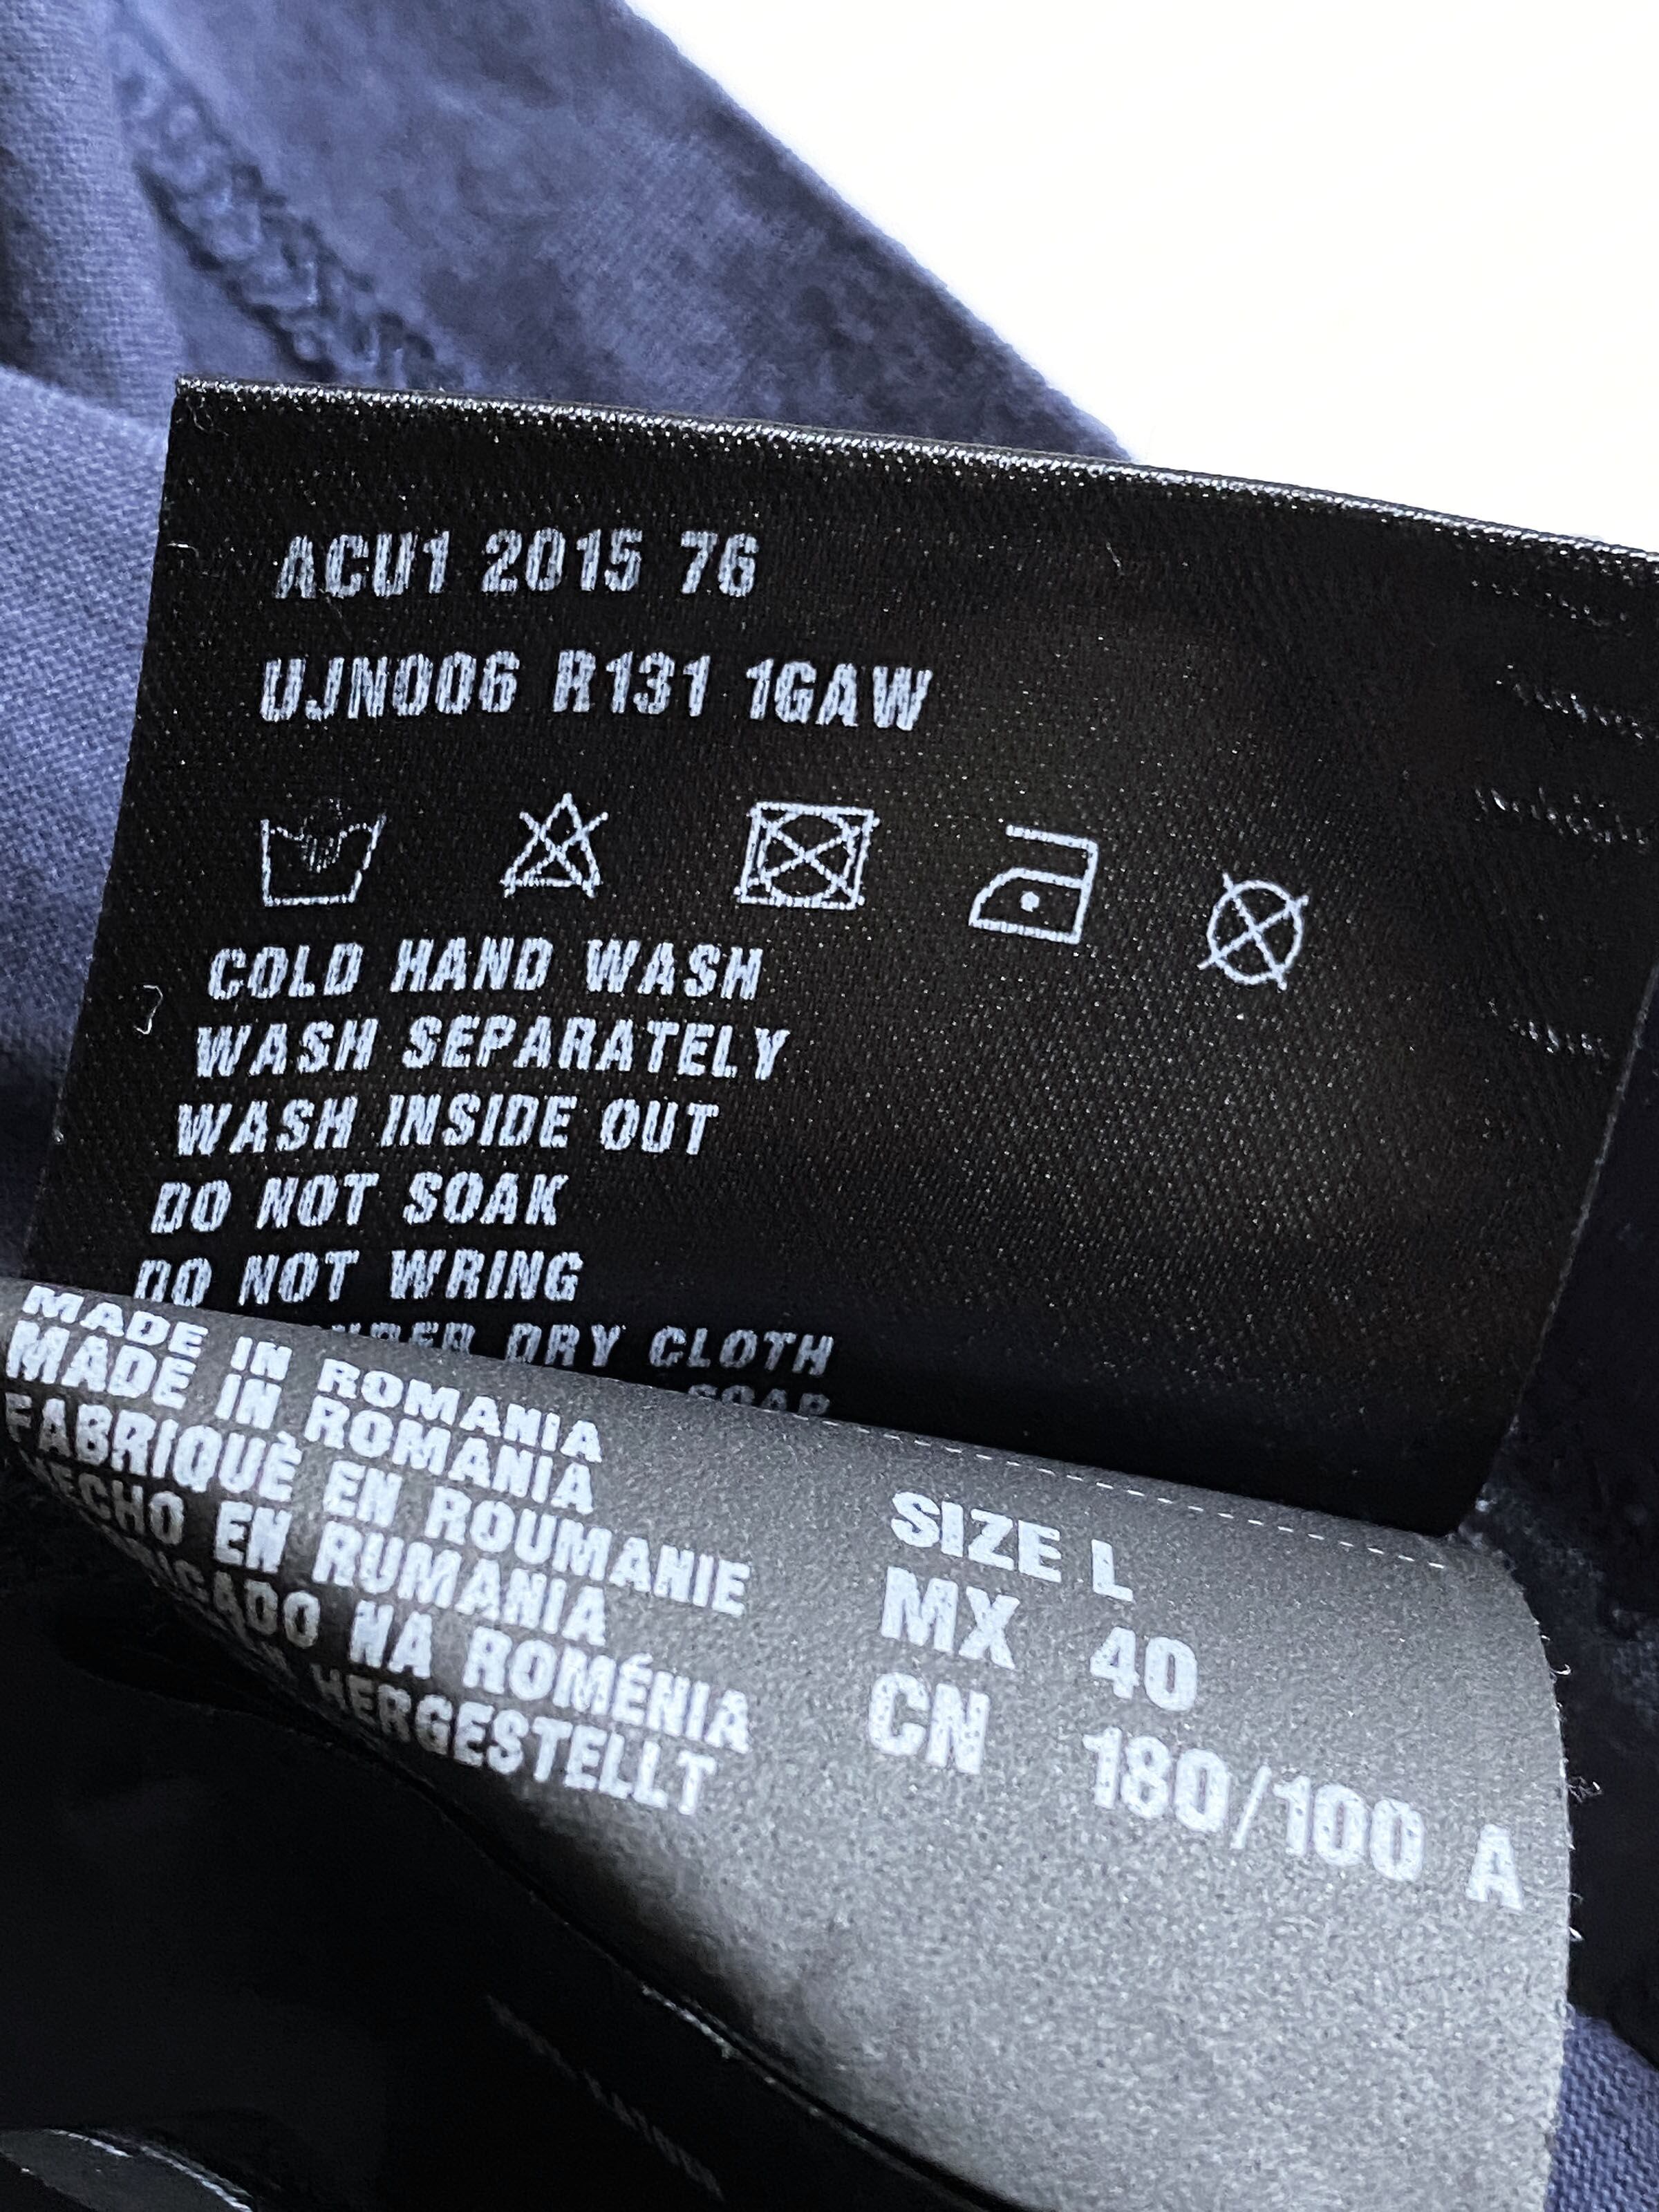 ACU1 2015 76
UJN006 R131 1GAW
COLD HAND WASH
WASH SEPARATELY
WASH INSIDE OUT
DO NOT SOAK
DO NOT WRING
DRY CLOTH
SOAP
MADE IN ROMANIA
MADE IN ROMANIA
FABRIQUÈ EN ROUMANIE
HECHO EN RUMANIA
NA ROMÉNIA
HERGESTELLT
SIZE L
MX 40
CN 180/100 A